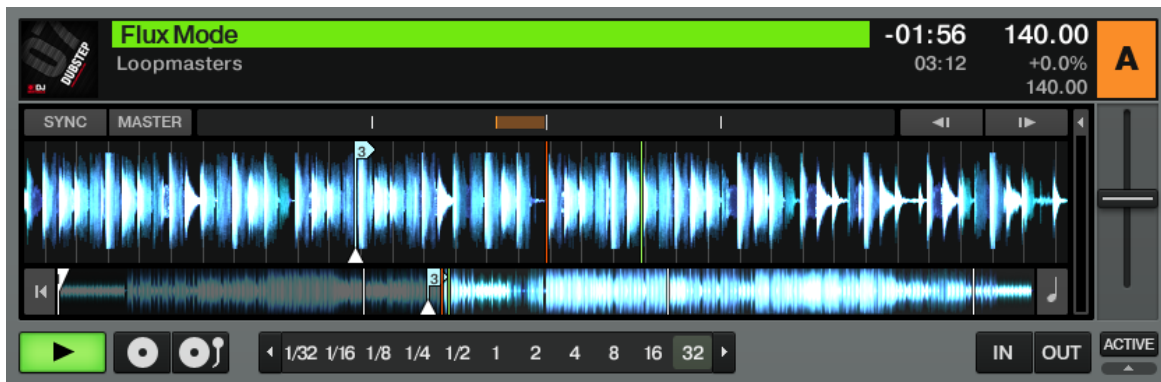 DUBSTEP
DJ
Flux Mode
Loopmasters
-01:56
03:12
140.00
+0.0%
140.00
A
SYNC MASTER
3
3
1/32 1/16 1/8 1/4 1/2 1 2 4 8 16 32
IN OUT
ACTIVE